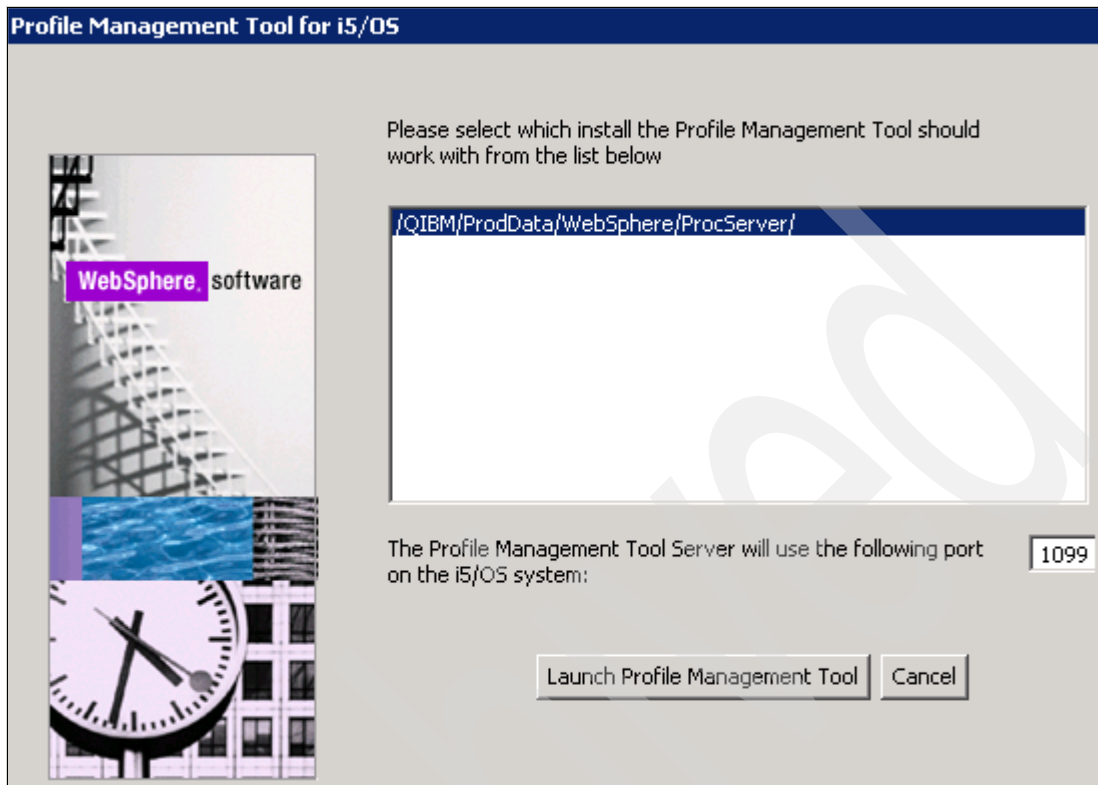 Profile Management Tool for i5/OS
Please select which install the Profile Management Tool should
work with from the list below
/QIBM/ProdData/WebSphere/ProcServer/
WebSphere. software
The Profile Management Tool Server will use the following port
on the i5/OS system:
1099
Launch Profile Management Tool
Cancel